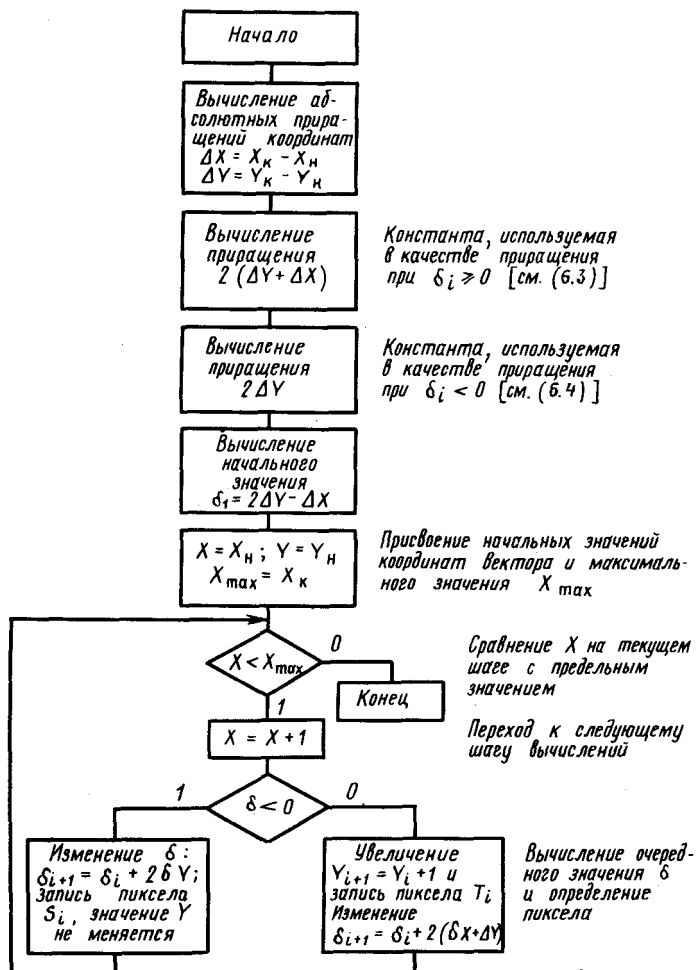 Начало
Вычисление аб-
солютных прира-
щений координат
ΔX = Xк – Xн
ΔY = Yк – Yн
Вычисление
приращения
2 (ΔY + ΔX)
Константа, используемая
в качестве приращения
при δi ⩾ 0 [см. (6.3)]
Вычисление
приращения
2ΔY
Константа, используемая
в качестве приращения
при δi < 0 [см. (6.4)]
Вычисление
начального
значения
δ1 = 2ΔY – ΔX
X = Xн ; Y = Yн
Xmax = Xк
Присвоение начальных значений
координат вектора и максималь-
ного значения Xmax
X < Xmax
0
1
Сравнение X на текущем
шаге с предельным
значением
Конец
X = X + 1
Переход к следующему
шагу вычислений
1
δ < 0
0
Изменение δ :
δi+1 = δi + 2 δ Y;
запись пиксела
Si , значение Y
не меняется
Увеличение
Yi+1 = Yi + 1 и
запись пиксела Ti
Изменение
δi+1 = δi + 2 (δX + ΔY)
Вычисление очеред-
ного значения δ
и определение
пиксела